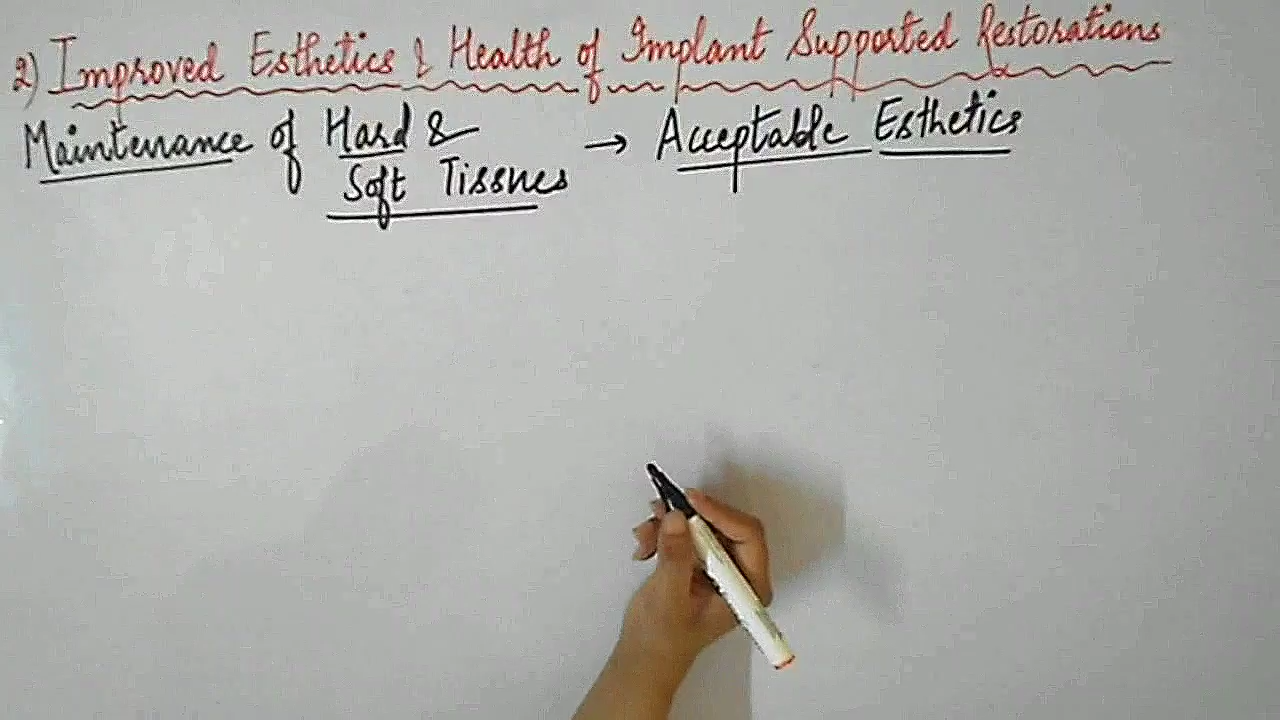 2) Improved Esthetics & Health of Implant Supported Restorations
Maintenance of Hard & → Acceptable Esthetics
Soft Tissues